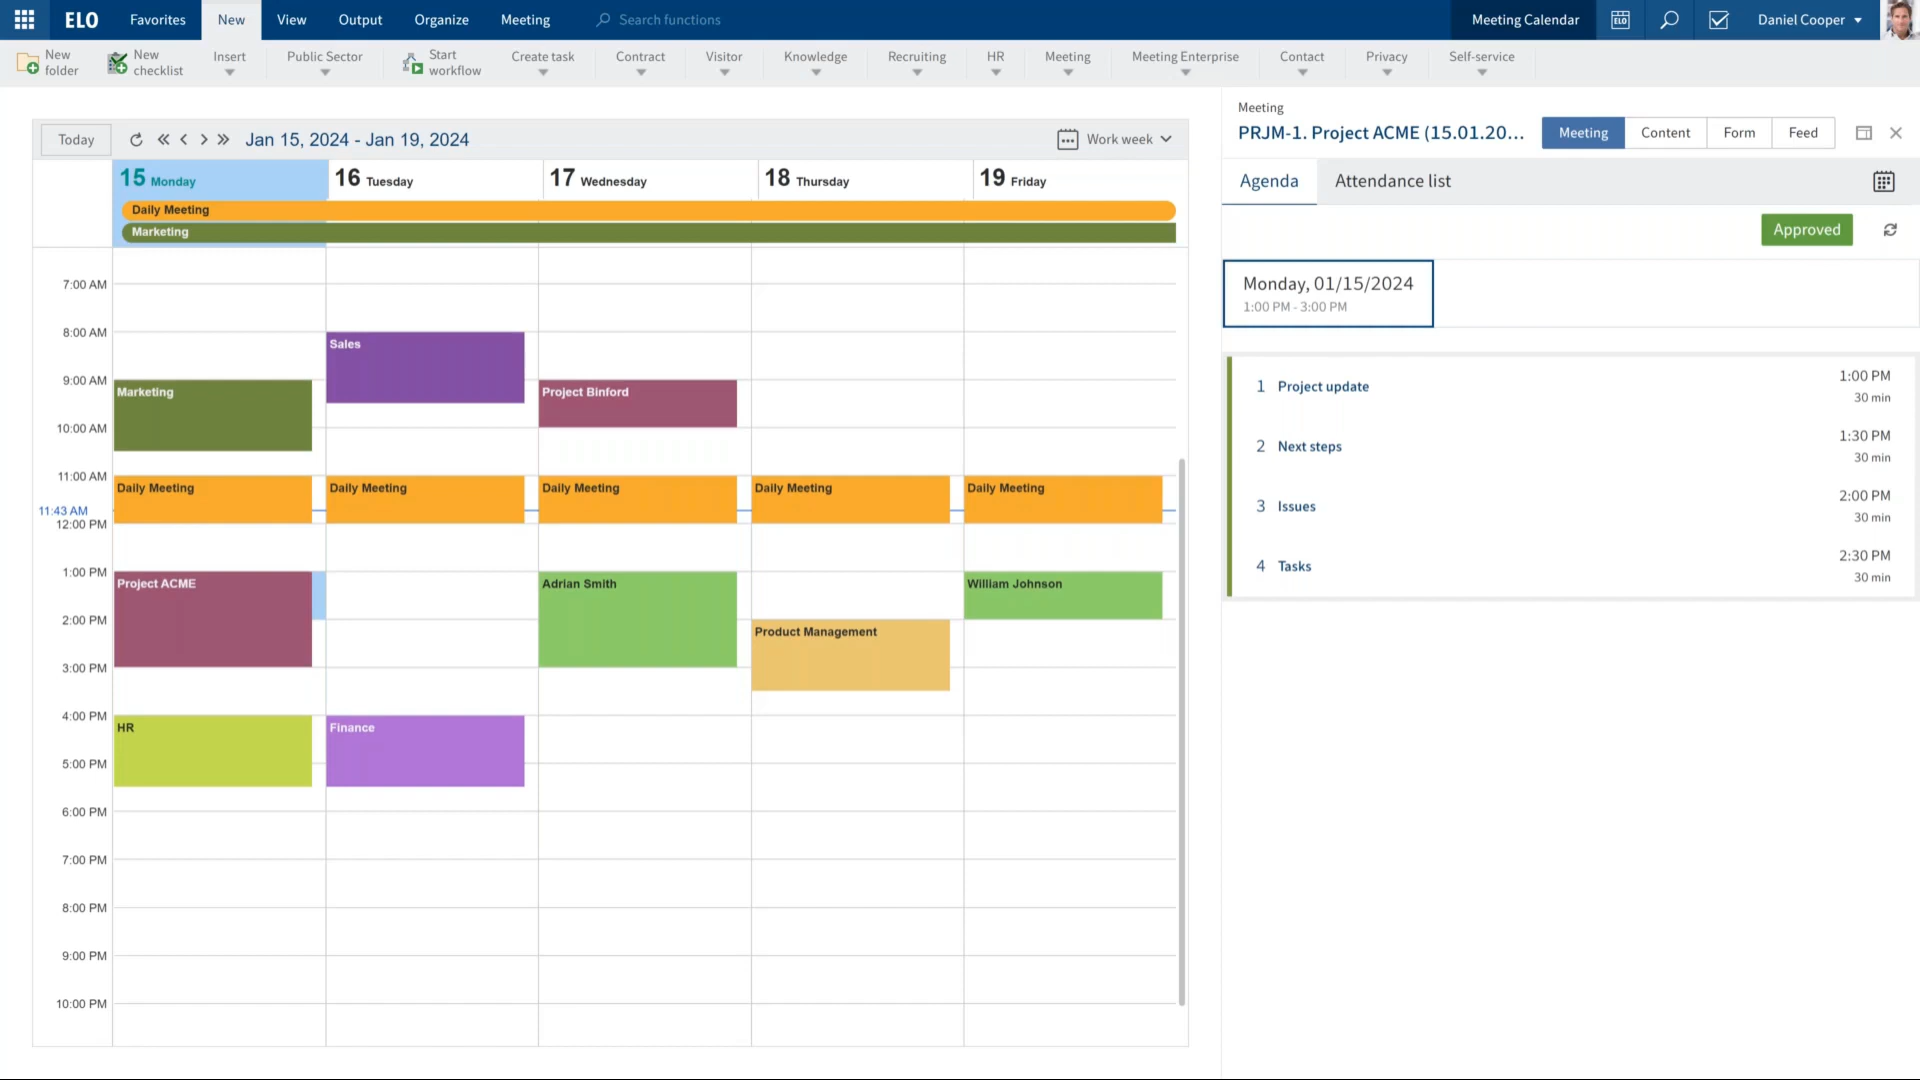 ELO Favorites New View Output Organize Meeting Search functions Meeting Calendar ELO Daniel Cooper
New folder
New checklist
Insert
Public Sector
Start workflow
Create task
Contract
Visitor
Knowledge
Recruiting
HR
Meeting
Meeting Enterprise
Contact
Privacy
Self-service
Today Jan 15, 2024 - Jan 19, 2024 Work week
15 Monday 16 Tuesday 17 Wednesday 18 Thursday 19 Friday
Daily Meeting
Marketing
7:00 AM
8:00 AM
Sales
9:00 AM
Marketing Project Binford
10:00 AM
11:00 AM
Daily Meeting Daily Meeting Daily Meeting Daily Meeting Daily Meeting
11:43 AM
12:00 PM
1:00 PM
Project ACME Adrian Smith William Johnson
2:00 PM
Product Management
3:00 PM
4:00 PM
HR Finance
5:00 PM
6:00 PM
7:00 PM
8:00 PM
9:00 PM
10:00 PM
Meeting
PRJM-1. Project ACME (15.01.20... Meeting Content Form Feed
Agenda Attendance list
Approved
Monday, 01/15/2024
1:00 PM - 3:00 PM
1 Project update 1:00 PM
30 min
2 Next steps 1:30 PM
30 min
3 Issues 2:00 PM
30 min
4 Tasks 2:30 PM
30 min